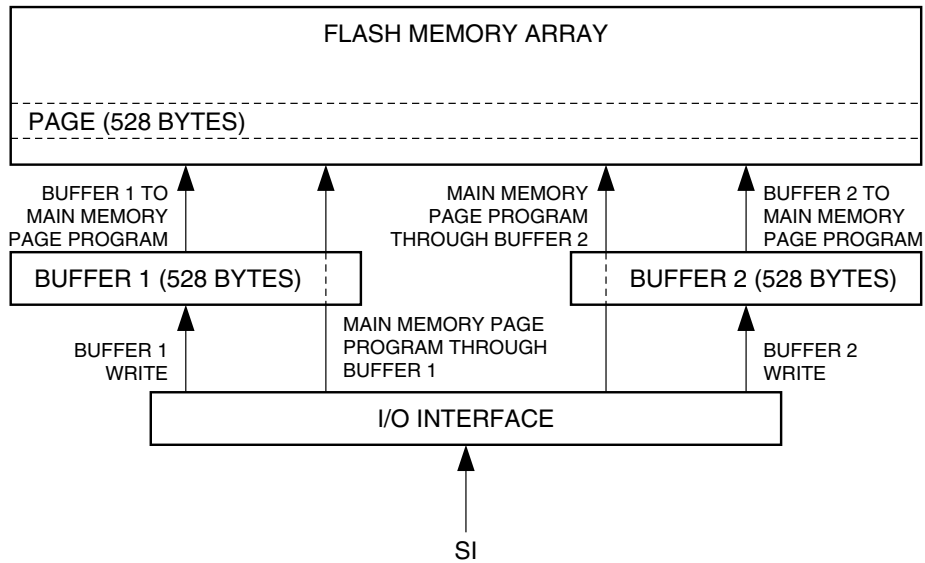 FLASH MEMORY ARRAY
PAGE (528 BYTES)
BUFFER 1 TO
MAIN MEMORY
PAGE PROGRAM
MAIN MEMORY
PAGE PROGRAM
THROUGH BUFFER 2
BUFFER 2 TO
MAIN MEMORY
PAGE PROGRAM
BUFFER 1 (528 BYTES)
BUFFER 2 (528 BYTES)
BUFFER 1
WRITE
MAIN MEMORY PAGE
PROGRAM THROUGH
BUFFER 1
BUFFER 2
WRITE
I/O INTERFACE
SI